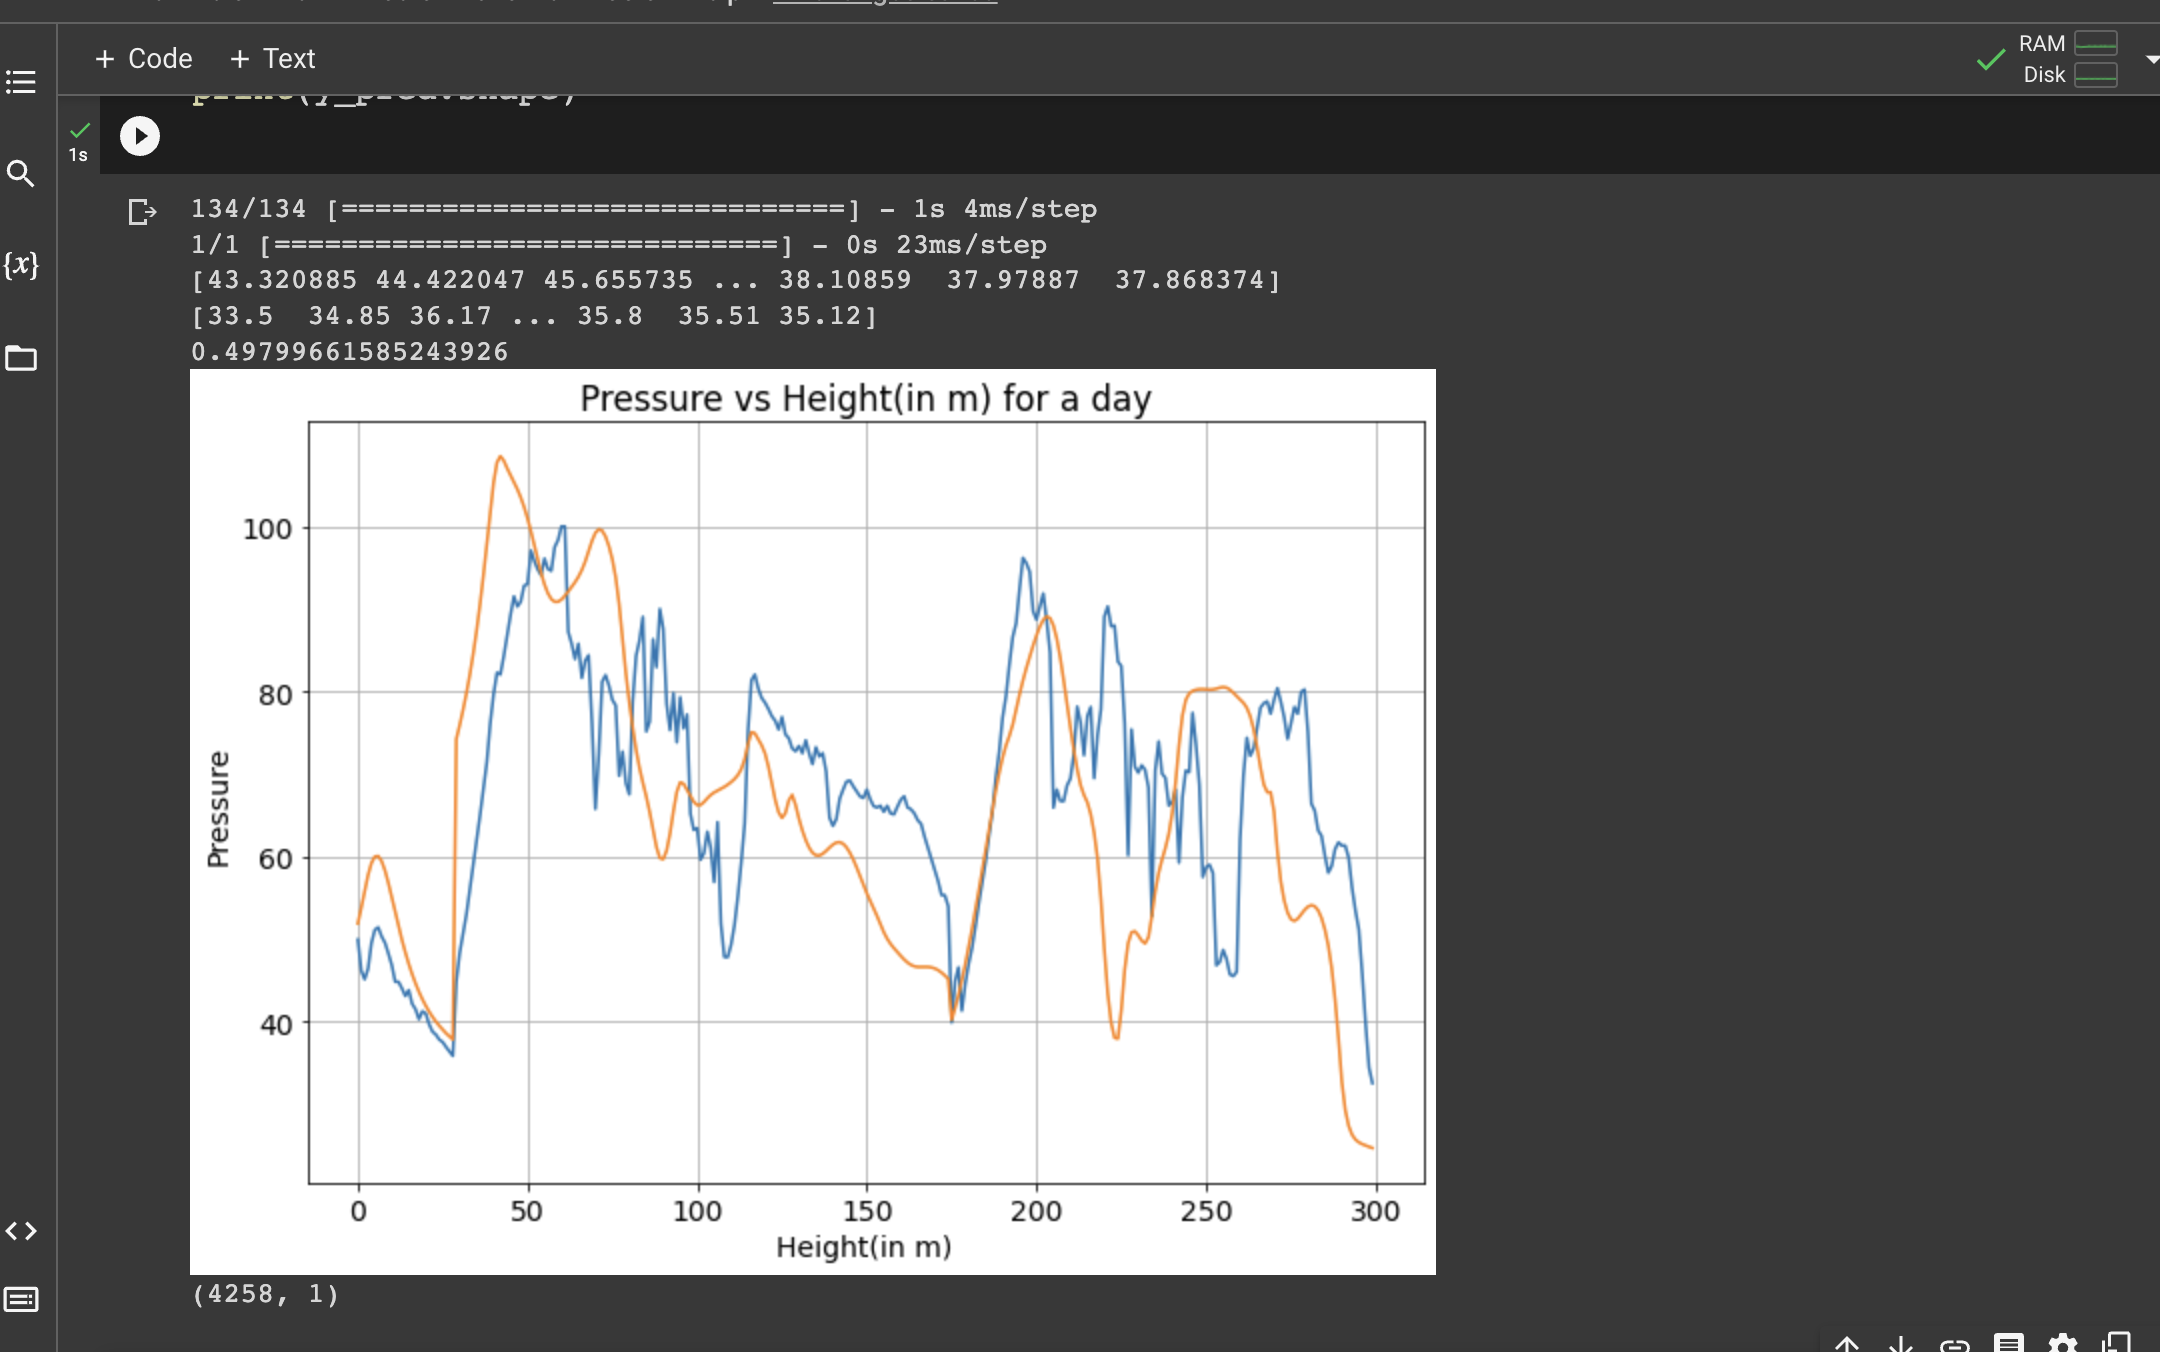 + Code + Text
RAM
Disk
1s
{x}
134/134 [==============================] - 1s 4ms/step
1/1 [==============================] - 0s 23ms/step
[43.320885 44.422047 45.655735 ... 38.10859  37.97887  37.868374]
[33.5  34.85 36.17 ... 35.8  35.51 35.12]
0.49799661585243926
Pressure vs Height(in m) for a day
100
80
60
40
Pressure
0 50 100 150 200 250 300
Height(in m)
(4258, 1)